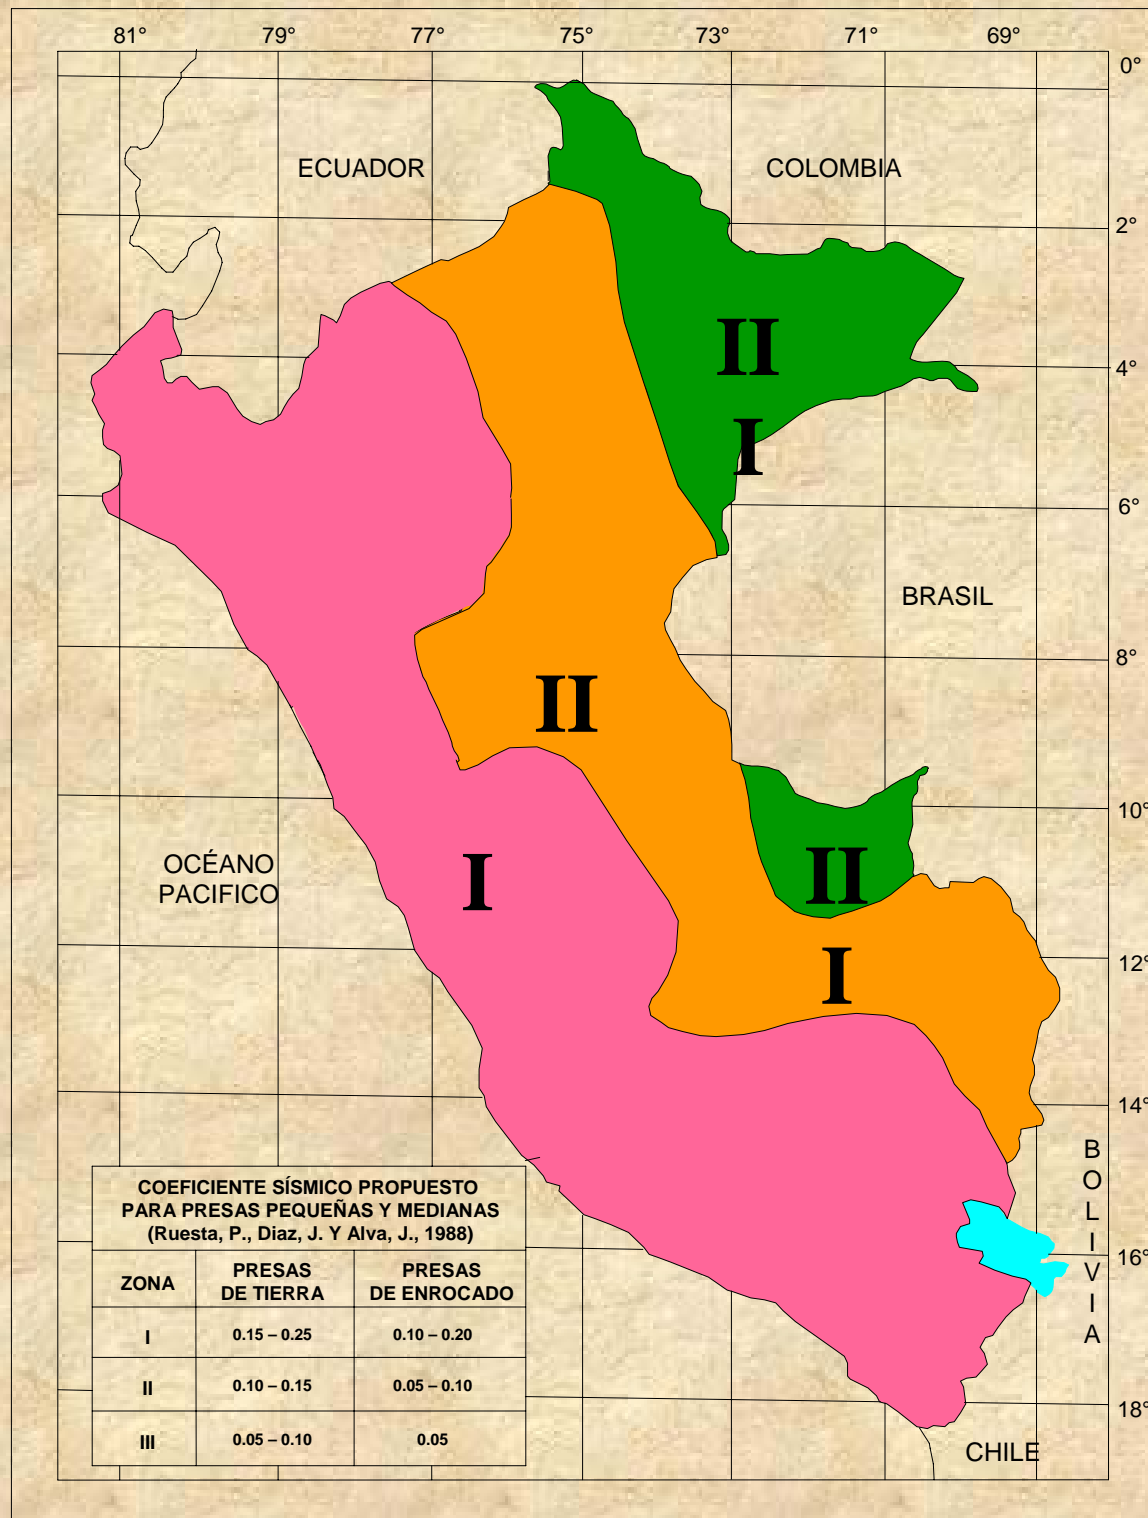 81° 79° 77° 75° 73° 71° 69°
0°
ECUADOR
COLOMBIA
2°
II
4°
I
6°
BRASIL
8°
II
10°
OCÉANO
PACIFICO
I
II
12°
I
14°
B
O
L
I
V
I
A
16°
18°
CHILE
COEFICIENTE SÍSMICO PROPUESTO
PARA PRESAS PEQUEÑAS Y MEDIANAS
(Ruesta, P., Diaz, J. Y Alva, J., 1988)
ZONA PRESAS DE TIERRA PRESAS DE ENROCADO
I 0.15 – 0.25 0.10 – 0.20
II 0.10 – 0.15 0.05 – 0.10
III 0.05 – 0.10 0.05